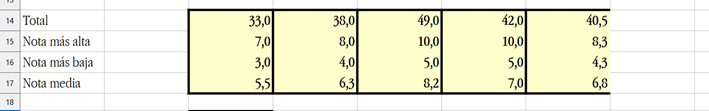 14 Total 33,0 38,0 49,0 42,0 40,5
15 Nota más alta 7,0 8,0 10,0 10,0 8,3
16 Nota más baja 3,0 4,0 5,0 5,0 4,3
17 Nota media 5,5 6,3 8,2 7,0 6,8
18